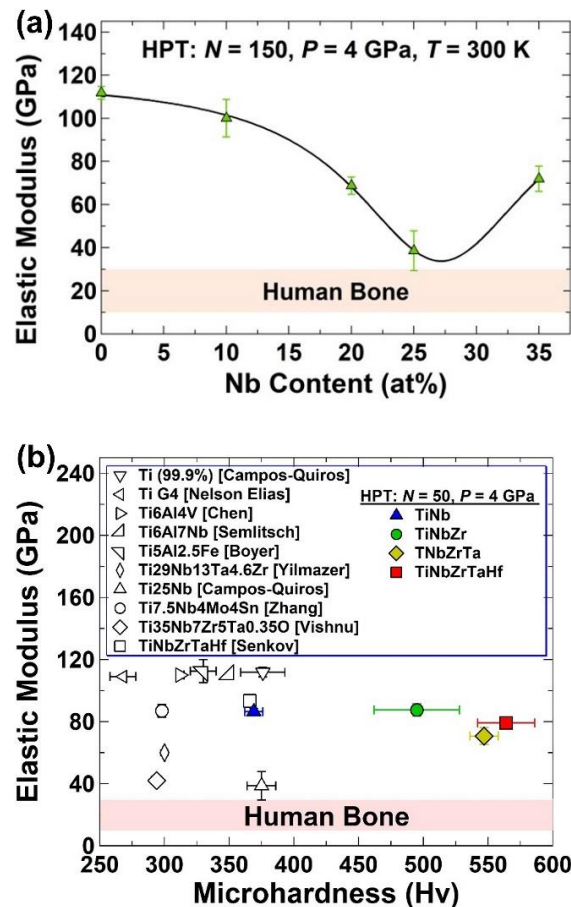 (a)
HPT: N = 150, P = 4 GPa, T = 300 K
Elastic Modulus (GPa)
140
120
100
80
60
40
20
0
Human Bone
0 5 10 15 20 25 30 35
Nb Content (at%)
(b)
Elastic Modulus (GPa)
240
200
160
120
80
40
0
Ti (99.9%) [Campos-Quiros]
Ti G4 [Nelson Elias]
Ti6Al4V [Chen]
Ti6Al7Nb [Semlitsch]
Ti5Al2.5Fe [Boyer]
Ti29Nb13Ta4.6Zr [Yilmazer]
Ti25Nb [Campos-Quiros]
Ti7.5Nb4Mo4Sn [Zhang]
Ti35Nb7Zr5Ta0.35O [Vishnu]
TiNbZrTaHf [Senkov]
HPT: N = 50, P = 4 GPa
TiNb
TiNbZr
TNbZrTa
TiNbZrTaHf
Human Bone
250 300 350 400 450 500 550 600
Microhardness (Hv)